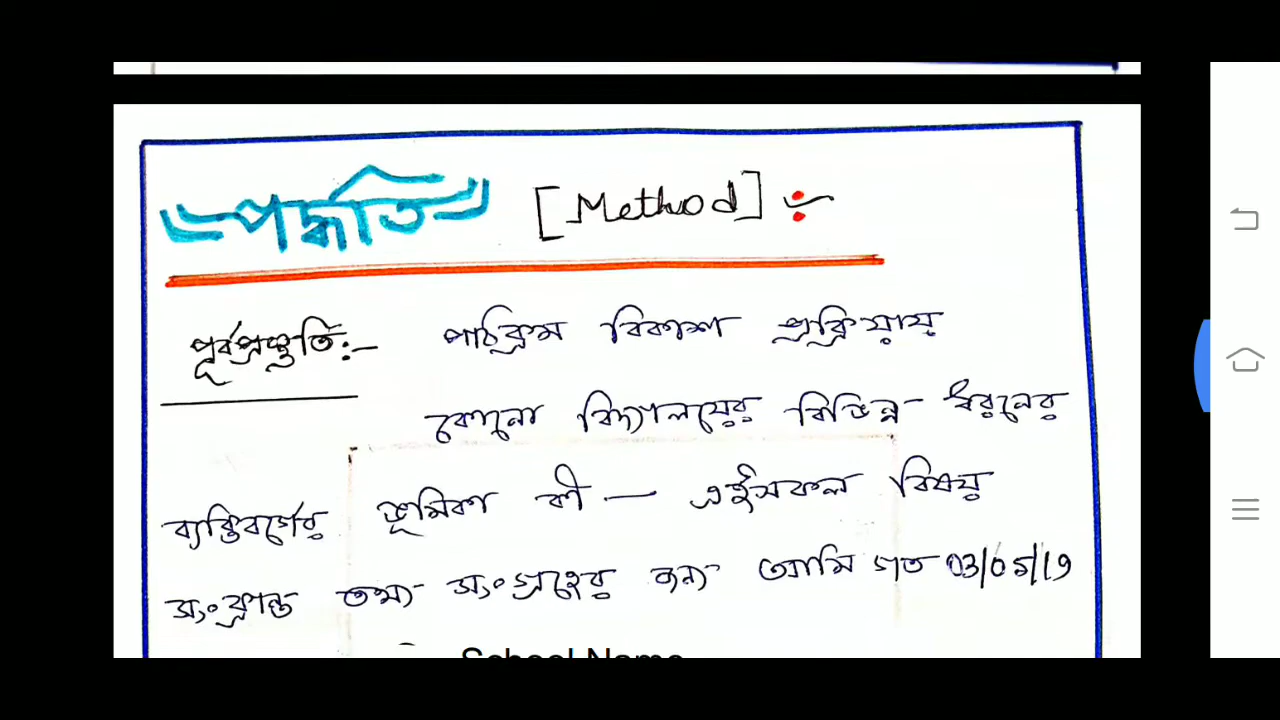 পদ্ধতি [Method] :~
পূর্বপ্রস্তুতি:- পাঠক্রম বিকাশ প্রক্রিয়ায়
কোনো বিদ্যালয়ের বিভিন্ন ধরনের
ব্যক্তিবর্গের ভূমিকা কী — এইসকল বিষয়
সংক্রান্ত তথ্য সংগ্রহের জন্য আমি গত 03/05/19
School Name